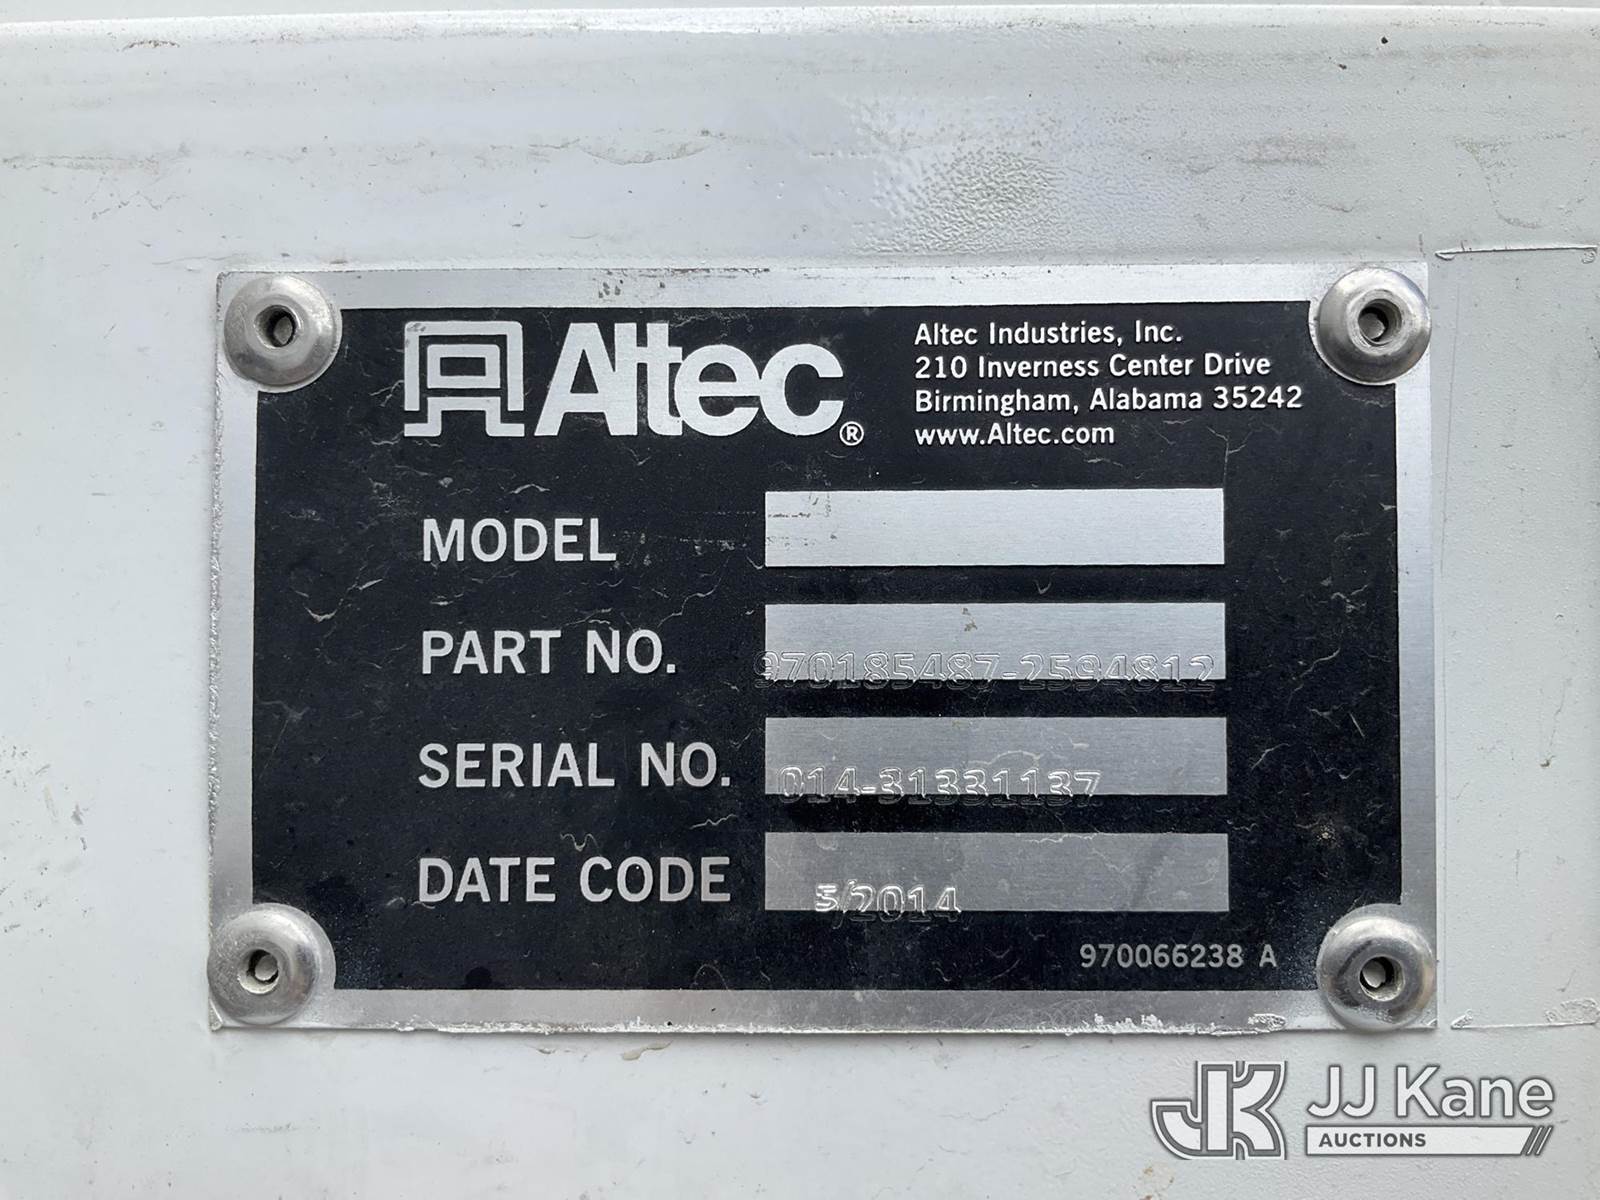 Altec®
Altec Industries, Inc.
210 Inverness Center Drive
Birmingham, Alabama 35242
www.Altec.com
MODEL
PART NO. 970185487-2594812
SERIAL NO. 014-31331137
DATE CODE 5/2014
970066238 A
JK JJ Kane
AUCTIONS